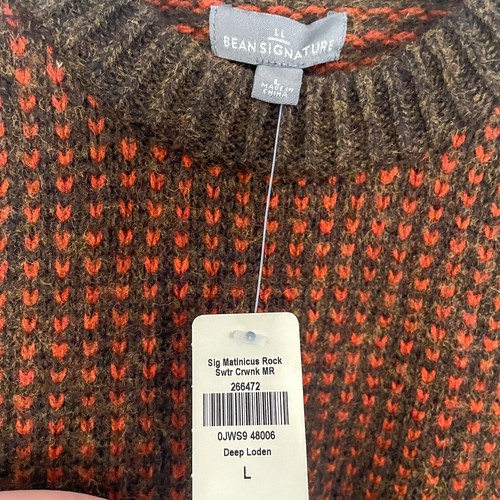 LL
BEAN SIGNATURE
L
MADE IN
CHINA
Sig Matinicus Rock
Swtr Crwnk MR
266472
0JWS9 48006
Deep Loden
L